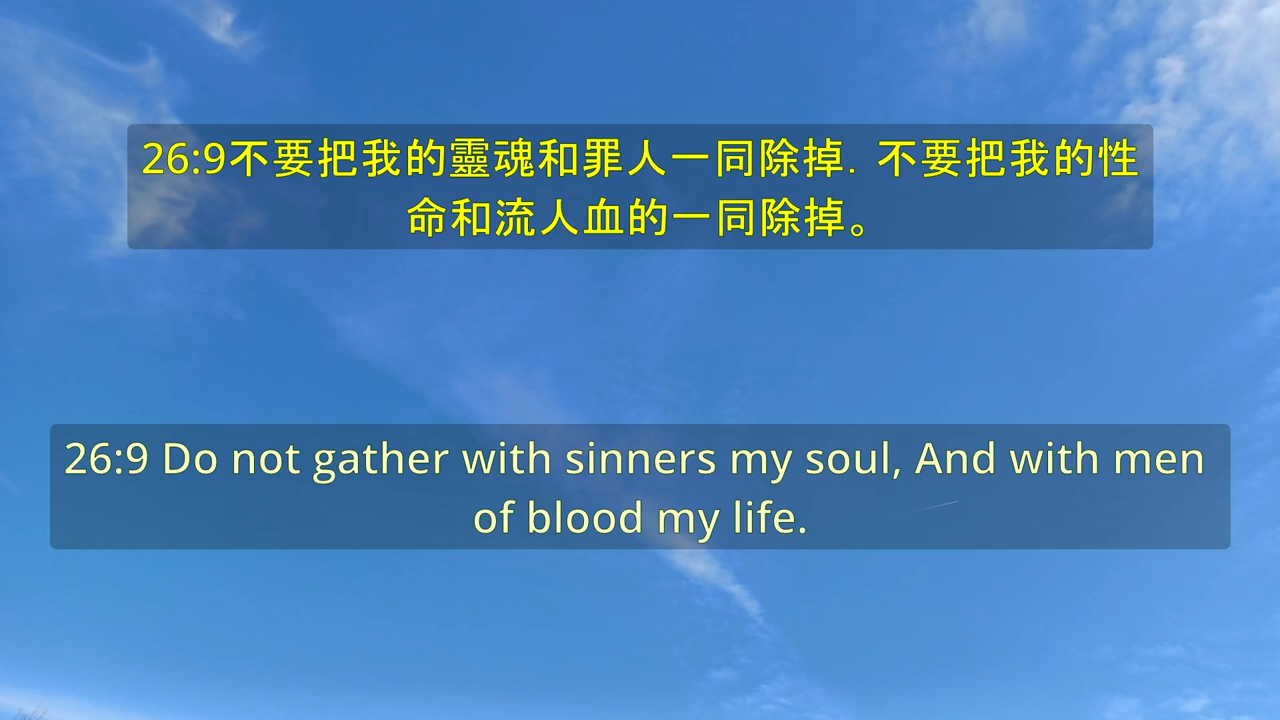 26:9不要把我的靈魂和罪人一同除掉．不要把我的性
命和流人血的一同除掉。
26:9 Do not gather with sinners my soul, And with men
of blood my life.